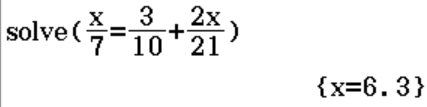 solve(x/7=3/10+2x/21)
{x=6.3}